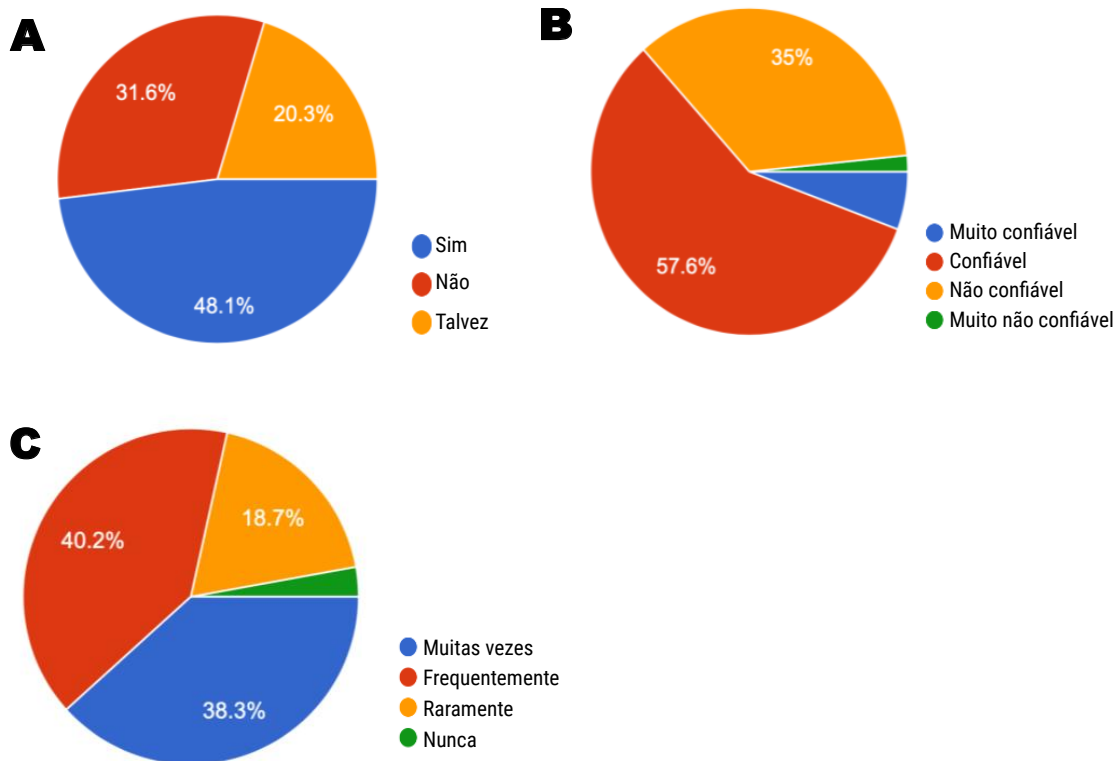 A
31.6%
20.3%
48.1%
Sim
Não
Talvez
B
35%
57.6%
Muito confiável
Confiável
Não confiável
Muito não confiável
C
40.2%
18.7%
38.3%
Muitas vezes
Frequentemente
Raramente
Nunca